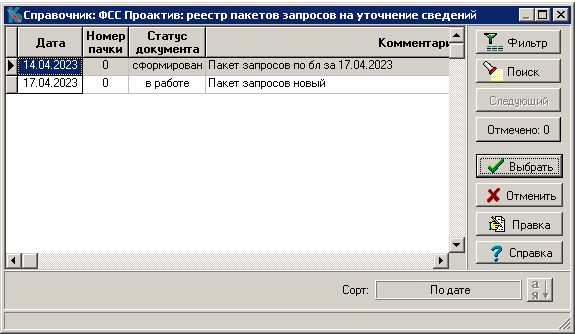 Справочник: ФСС Проактив: реестр пакетов запросов на уточнение сведений
Дата Номер пачки Статус документа Комментари
14.04.2023 0 сформирован Пакет запросов по бл за 17.04.2023
17.04.2023 0 в работе Пакет запросов новый
Фильтр
Поиск
Следующий
Отмечено: 0
Выбрать
Отменить
Правка
Справка
Сорт: По дате
а
я